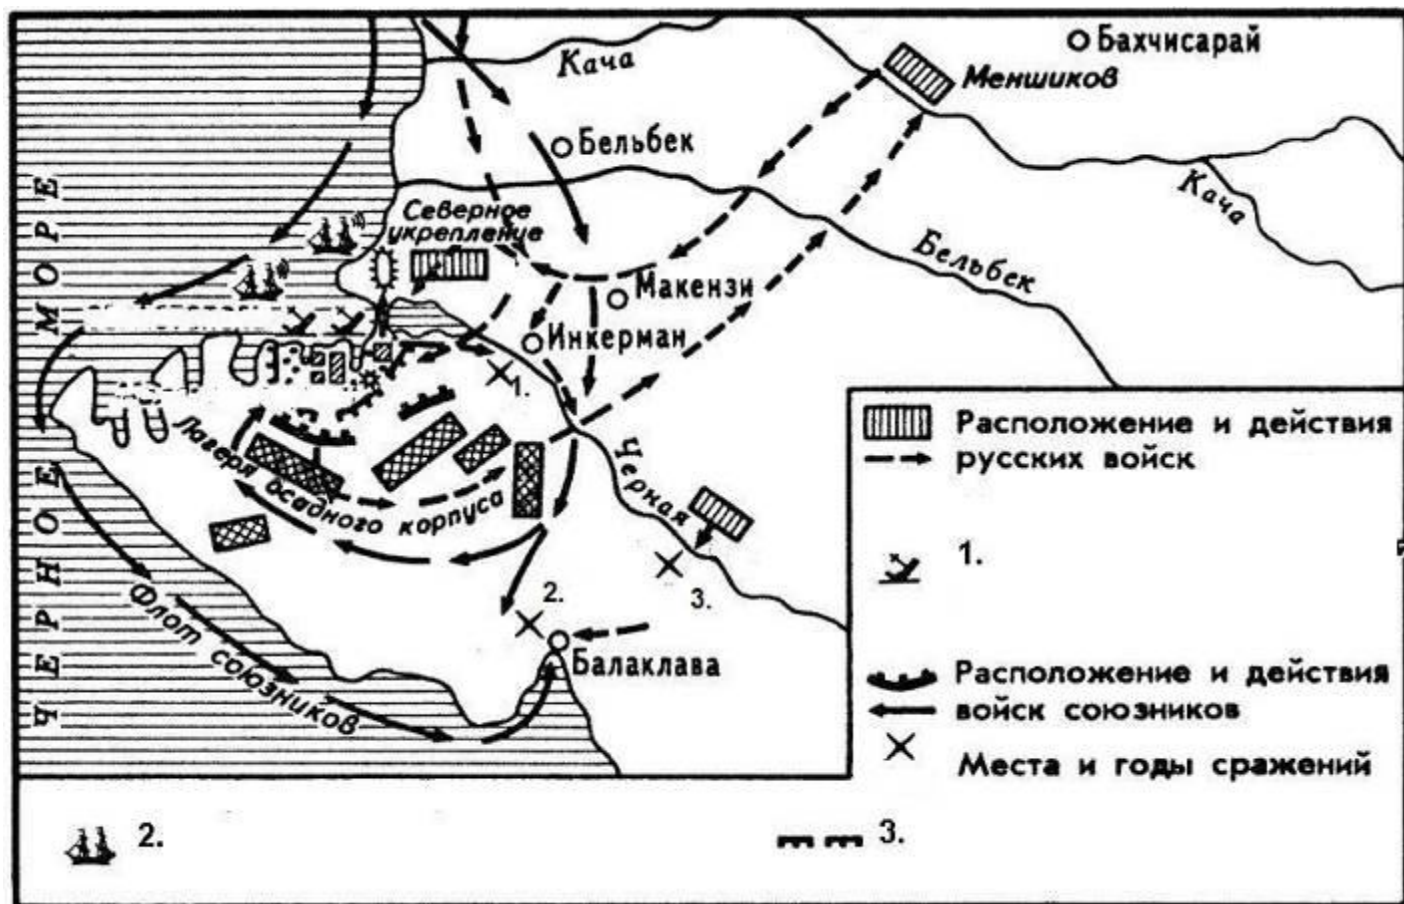 Бахчисарай
Кача
Меншиков
Бельбек
Кача
Северное
укрепление
Бельбек
Макензи
Инкерман
1.
Лагеря осадного корпуса
Черная
3.
2.
Балаклава
Флот союзников
ЧЕРНОЕ МОРЕ
Расположение и действия
русских войск
1.
Расположение и действия
войск союзников
Места и годы сражений
2.
3.